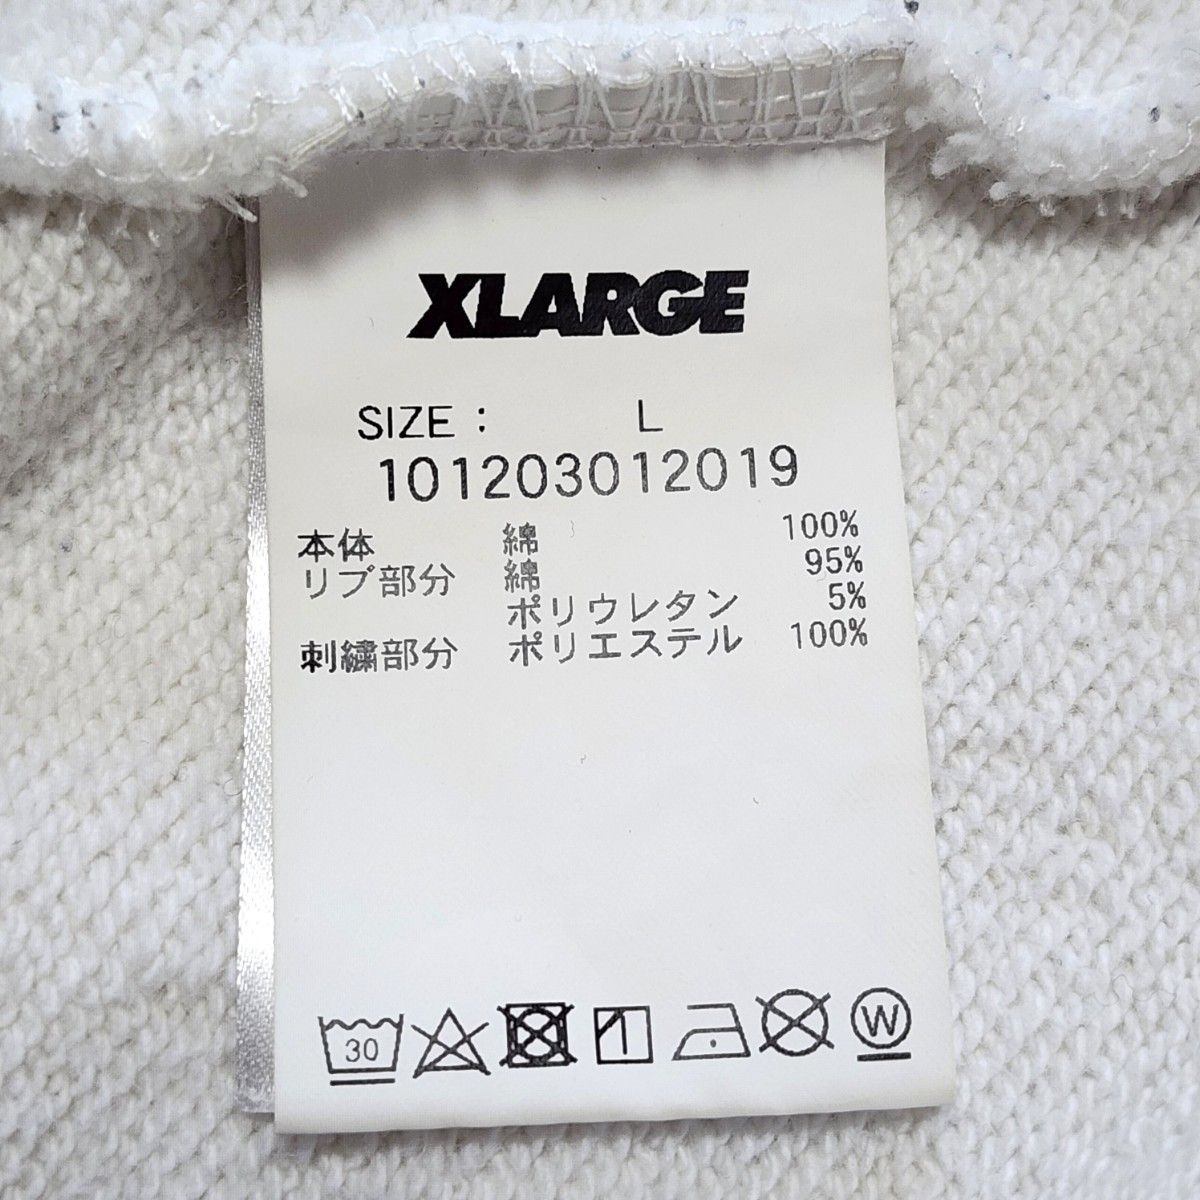 XLARGE
SIZE : L
101203012019
本体 綿 100%
リブ部分 綿 95%
ポリウレタン 5%
刺繍部分 ポリエステル 100%
30 W